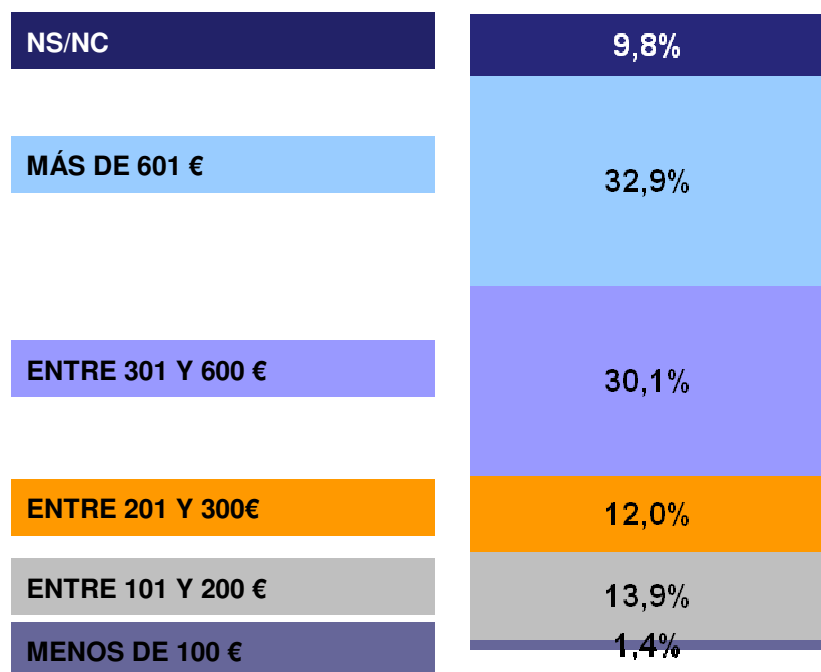 NS/NC
9,8%
MÁS DE 601 €
32,9%
ENTRE 301 Y 600 €
30,1%
ENTRE 201 Y 300€
12,0%
ENTRE 101 Y 200 €
13,9%
MENOS DE 100 €
1,4%